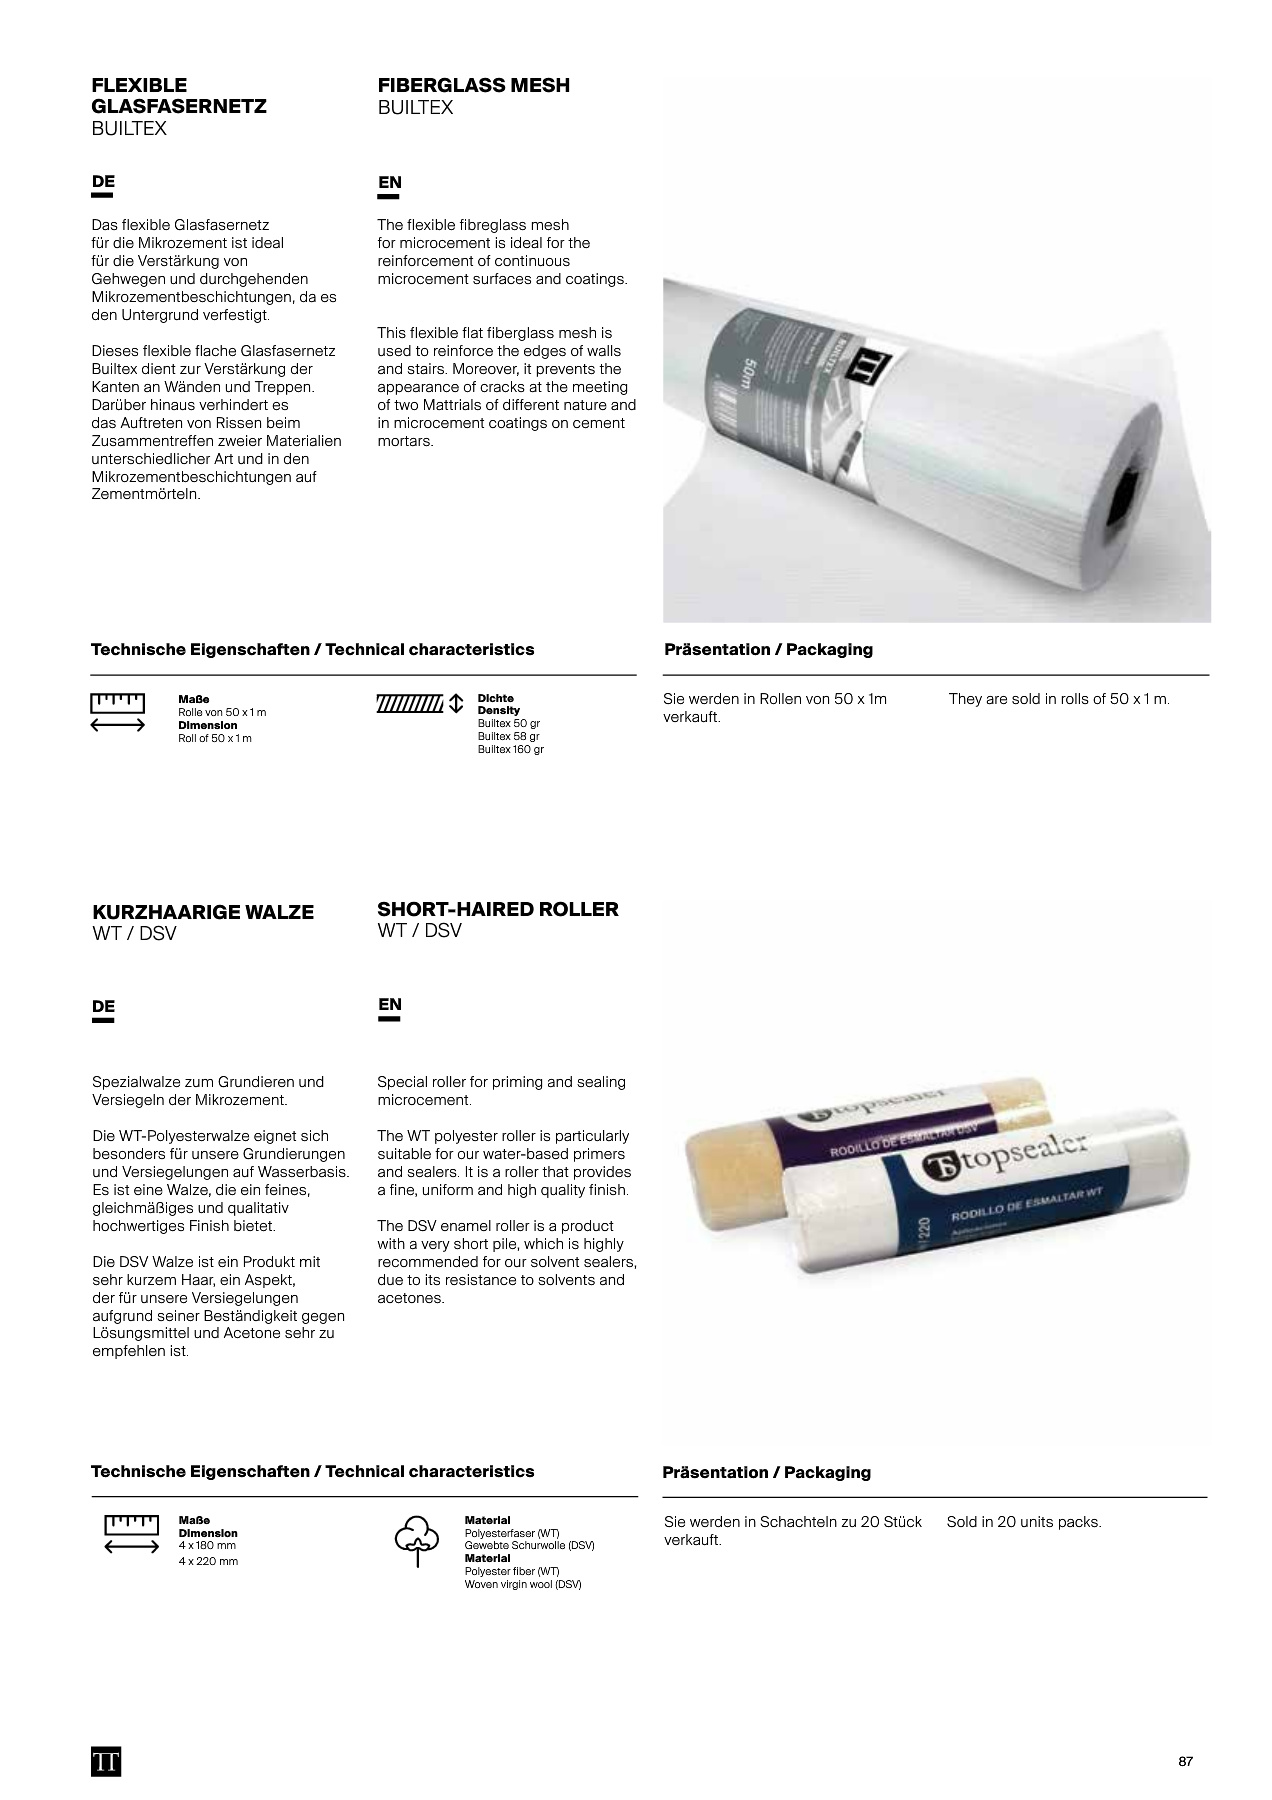 FLEXIBLE
GLASFASERNETZ
BUILTEX
DE
Das flexible Glasfasernetz
für die Mikrozement ist ideal
für die Verstärkung von
Gehwegen und durchgehenden
Mikrozementbeschichtungen, da es
den Untergrund verfestigt.
Dieses flexible flache Glasfasernetz
Builtex dient zur Verstärkung der
Kanten an Wänden und Treppen.
Darüber hinaus verhindert es
das Auftreten von Rissen beim
Zusammentreffen zweier Materialien
unterschiedlicher Art und in den
Mikrozementbeschichtungen auf
Zementmörteln.
FIBERGLASS MESH
BUILTEX
EN
The flexible fibreglass mesh
for microcement is ideal for the
reinforcement of continuous
microcement surfaces and coatings.
This flexible flat fiberglass mesh is
used to reinforce the edges of walls
and stairs. Moreover, it prevents the
appearance of cracks at the meeting
of two Mattrials of different nature and
in microcement coatings on cement
mortars.
50m
BUILTEX
TT
Technische Eigenschaften / Technical characteristics
Maße
Rolle von 50 x 1 m
Dimension
Roll of 50 x 1 m
Dichte
Density
Builtex 50 gr
Builtex 58 gr
Builtex 160 gr
Präsentation / Packaging
Sie werden in Rollen von 50 x 1m
verkauft.
They are sold in rolls of 50 x 1 m.
KURZHAARIGE WALZE
WT / DSV
DE
Spezialwalze zum Grundieren und
Versiegeln der Mikrozement.
Die WT-Polyesterwalze eignet sich
besonders für unsere Grundierungen
und Versiegelungen auf Wasserbasis.
Es ist eine Walze, die ein feines,
gleichmäßiges und qualitativ
hochwertiges Finish bietet.
Die DSV Walze ist ein Produkt mit
sehr kurzem Haar, ein Aspekt,
der für unsere Versiegelungen
aufgrund seiner Beständigkeit gegen
Lösungsmittel und Acetone sehr zu
empfehlen ist.
SHORT-HAIRED ROLLER
WT / DSV
EN
Special roller for priming and sealing
microcement.
The WT polyester roller is particularly
suitable for our water-based primers
and sealers. It is a roller that provides
a fine, uniform and high quality finish.
The DSV enamel roller is a product
with a very short pile, which is highly
recommended for our solvent sealers,
due to its resistance to solvents and
acetones.
topsealer
RODILLO DE ESMALTAR DSV
topsealer
RODILLO DE ESMALTAR WT
220
Technische Eigenschaften / Technical characteristics
Maße
Dimension
4 x 180 mm
4 x 220 mm
Material
Polyesterfaser (WT)
Gewebte Schurwolle (DSV)
Material
Polyester fiber (WT)
Woven virgin wool (DSV)
Präsentation / Packaging
Sie werden in Schachteln zu 20 Stück
verkauft.
Sold in 20 units packs.
TT
87